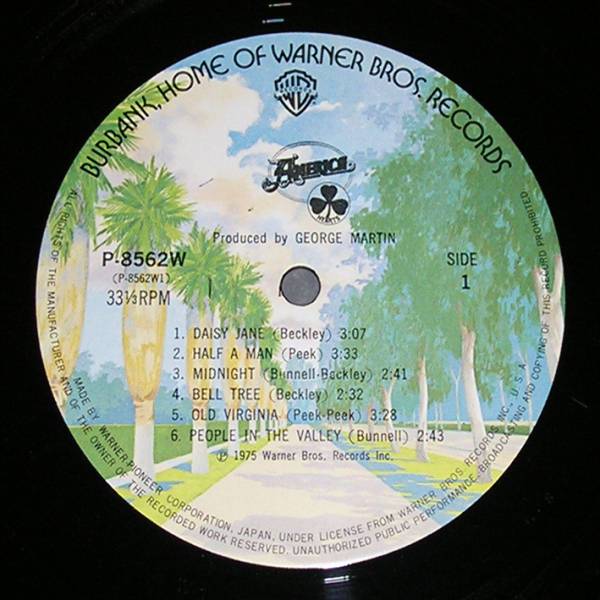 BURBANK, HOME OF WARNER BROS. RECORDS
AMERICA
HEARTS
Produced by GEORGE MARTIN
P-8562W
(P-8562W1)
33⅓RPM
SIDE
1
1. DAISY JANE (Beckley) 3:07
2. HALF A MAN (Peek) 3:33
3. MIDNIGHT (Bunnell-Beckley) 2:41
4. BELL TREE (Beckley) 2:32
5. OLD VIRGINIA (Peek-Peek) 3:28
6. PEOPLE IN THE VALLEY (Bunnell) 2:43
℗ 1975 Warner Bros. Records Inc.
MADE BY WARNER-PIONEER CORPORATION, JAPAN, UNDER LICENSE FROM WARNER BROS RECORDS INC. U.S.A.
ALL RIGHTS OF THE MANUFACTURER AND OF THE OWNER OF THE RECORDED WORK RESERVED. UNAUTHORIZED PUBLIC PERFORMANCE, BROADCASTING AND COPYING OF THIS RECORD PROHIBITED